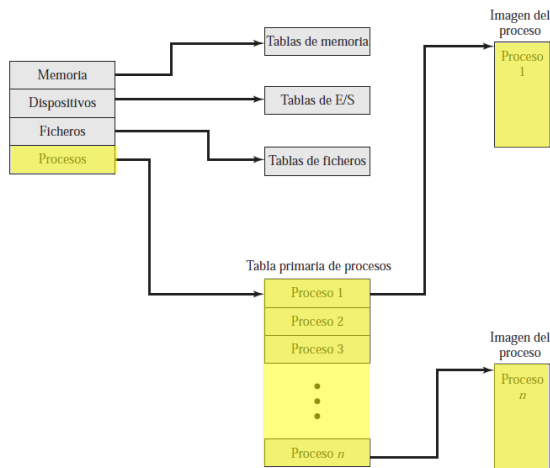 Memoria
Dispositivos
Ficheros
Procesos
Tablas de memoria
Tablas de E/S
Tablas de ficheros
Imagen del
proceso
Proceso
1
Tabla primaria de procesos
Proceso 1
Proceso 2
Proceso 3
Proceso n
Imagen del
proceso
Proceso
n